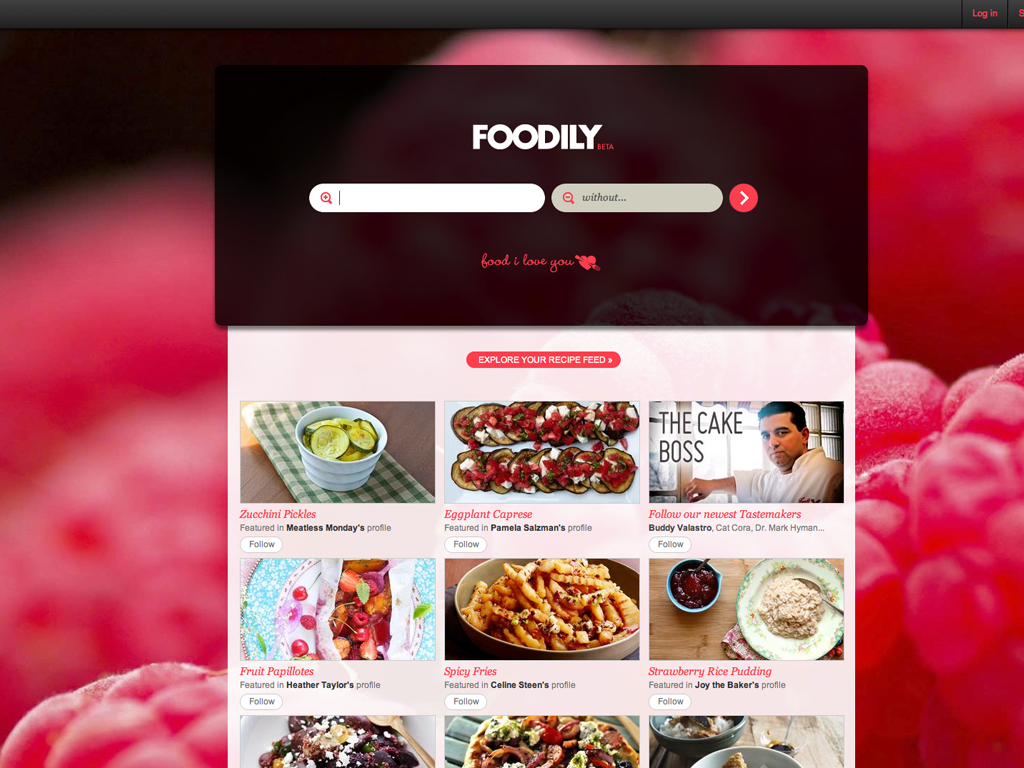 Log in
S
FOODILY BETA
without...
food i love you
EXPLORE YOUR RECIPE FEED »
THE CAKE
BOSS
Zucchini Pickles
Featured in Meatless Monday's profile
Follow
Eggplant Caprese
Featured in Pamela Salzman's profile
Follow
Follow our newest Tastemakers
Buddy Valastro, Cat Cora, Dr. Mark Hyman...
Follow
Fruit Papillotes
Featured in Heather Taylor's profile
Follow
Spicy Fries
Featured in Celine Steen's profile
Follow
Strawberry Rice Pudding
Featured in Joy the Baker's profile
Follow